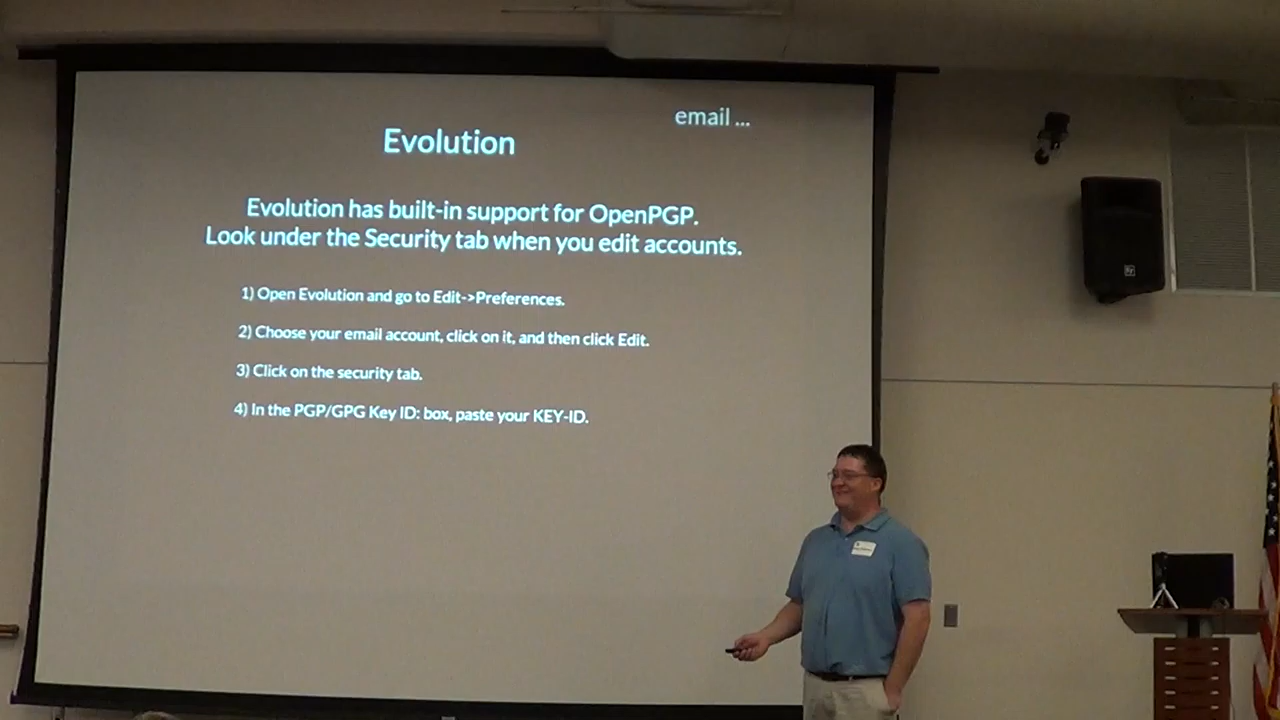 email ...
Evolution
Evolution has built-in support for OpenPGP.
Look under the Security tab when you edit accounts.
1) Open Evolution and go to Edit->Preferences.
2) Choose your email account, click on it, and then click Edit.
3) Click on the security tab.
4) In the PGP/GPG Key ID: box, paste your KEY-ID.